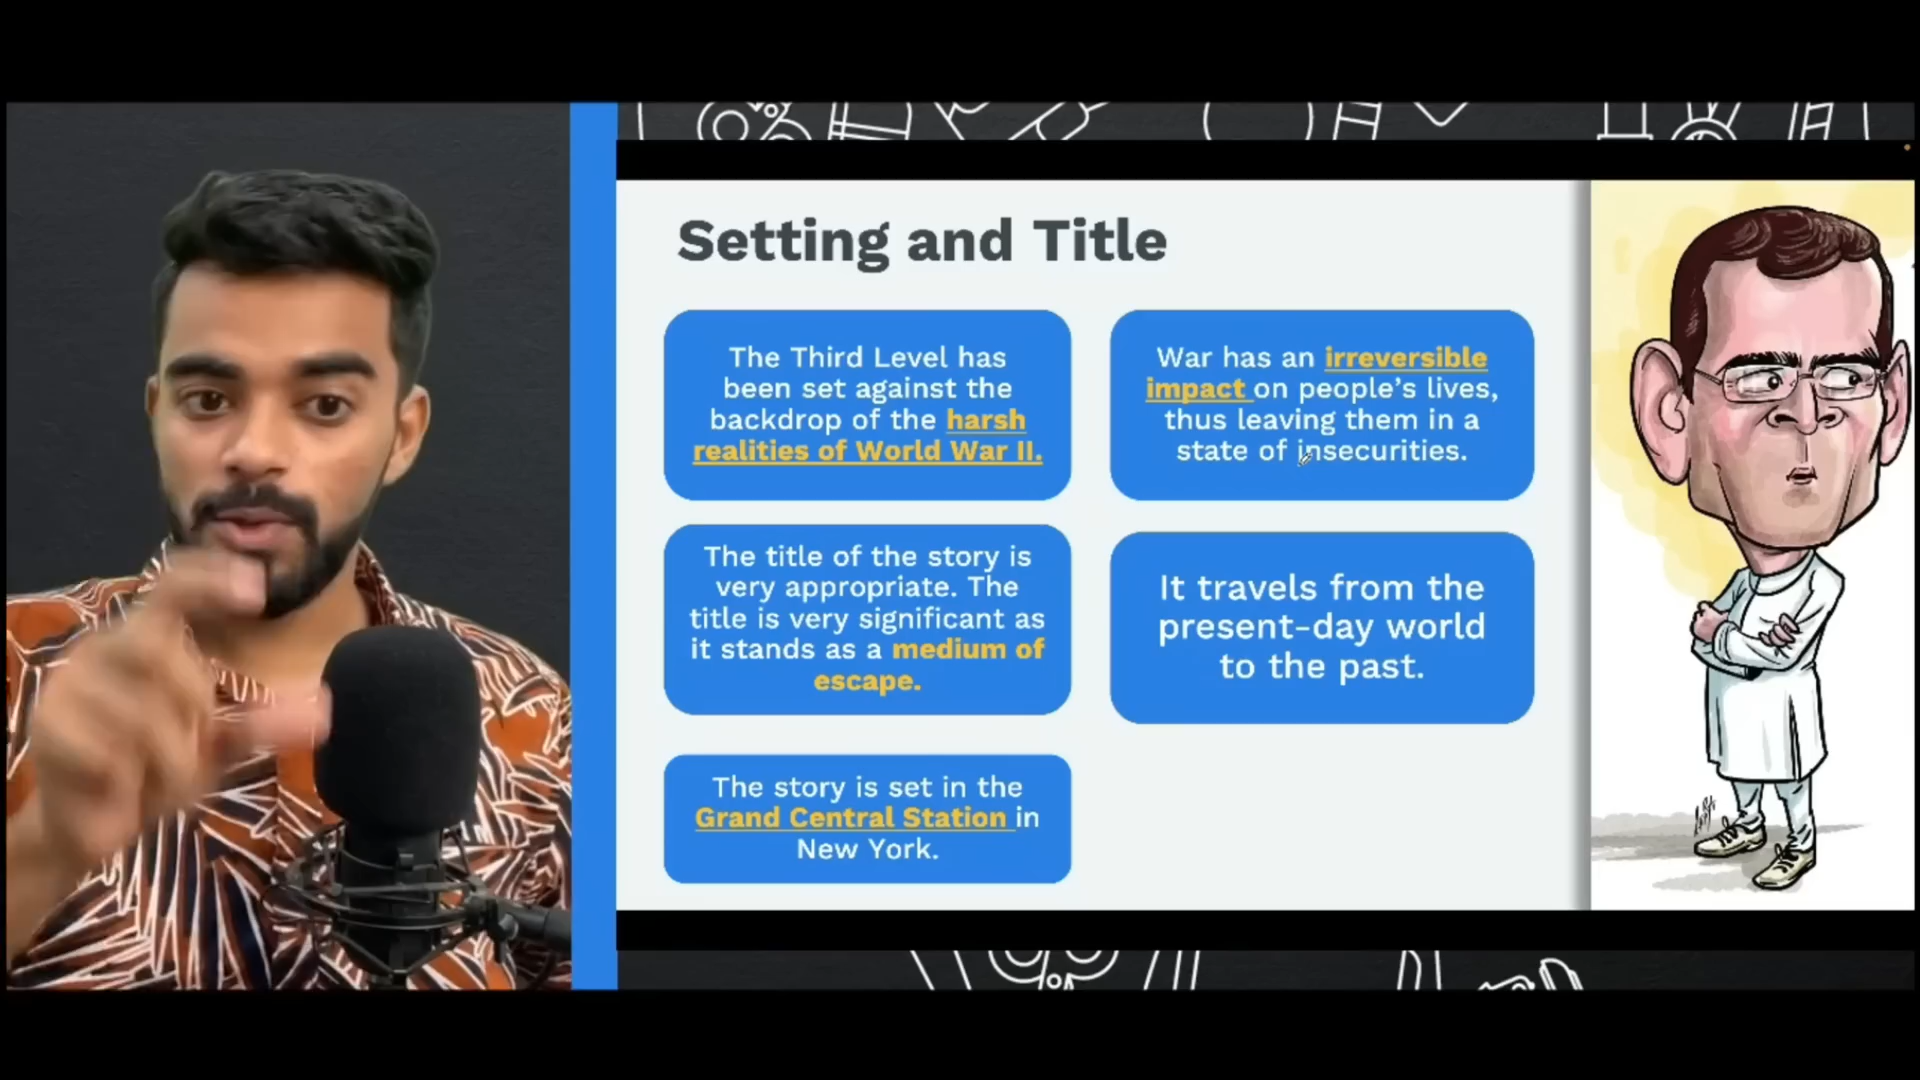 Setting and Title
The Third Level has
been set against the
backdrop of the harsh
realities of World War II.
War has an irreversible
impact on people's lives,
thus leaving them in a
state of insecurities.
The title of the story is
very appropriate. The
title is very significant as
it stands as a medium of
escape.
It travels from the
present-day world
to the past.
The story is set in the
Grand Central Station in
New York.